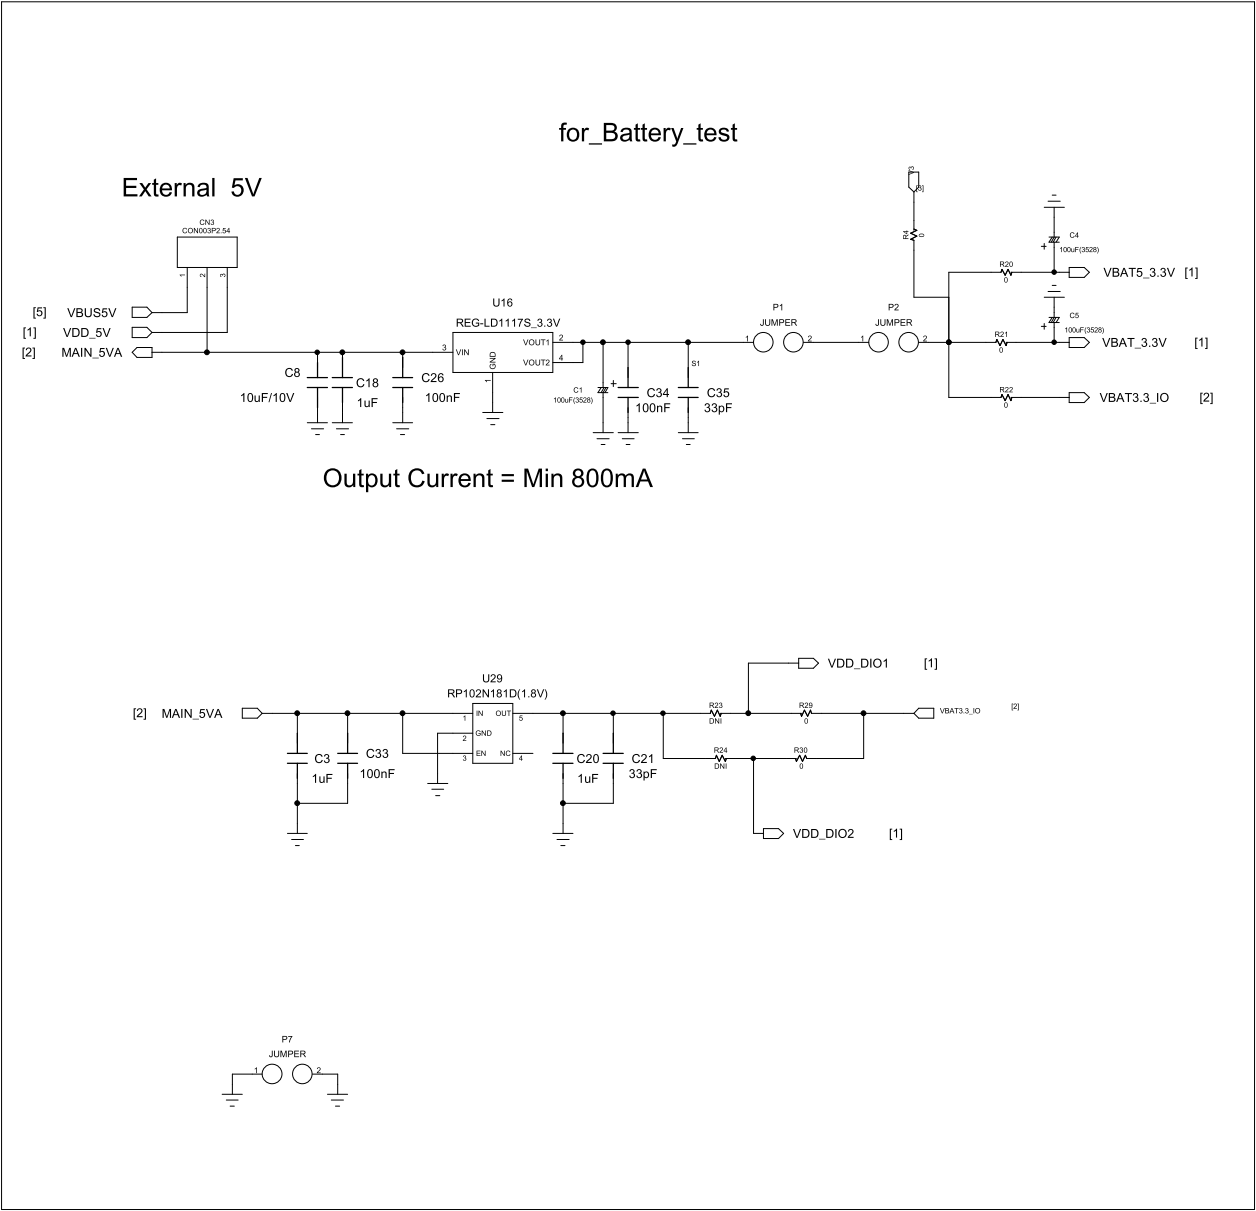 for_Battery_test
External 5V
CN3
CON003P2.54
1 2 3
[5] VBUS5V
[1] VDD_5V
[2] MAIN_5VA
C8
10uF/10V
C18
1uF
C26
100nF
U16
REG-LD1117S_3.3V
3 VIN
GND
1
VOUT1 2
VOUT2 4
C1
100uF(3528)
+
C34
100nF
S1
C35
33pF
P1
JUMPER
1 2
P2
JUMPER
1 2
[3]
R4
0
R20
0
C4
100uF(3528)
+
VBAT5_3.3V [1]
R21
0
C5
100uF(3528)
+
VBAT_3.3V [1]
R22
0
VBAT3.3_IO [2]
Output Current = Min 800mA
[2] MAIN_5VA
C3
1uF
C33
100nF
U29
RP102N181D(1.8V)
1 IN OUT 5
2 GND
3 EN NC 4
C20
1uF
C21
33pF
R23
DNI
R29
0
R24
DNI
R30
0
VDD_DIO1 [1]
VBAT3.3_IO [2]
VDD_DIO2 [1]
P7
JUMPER
1 2